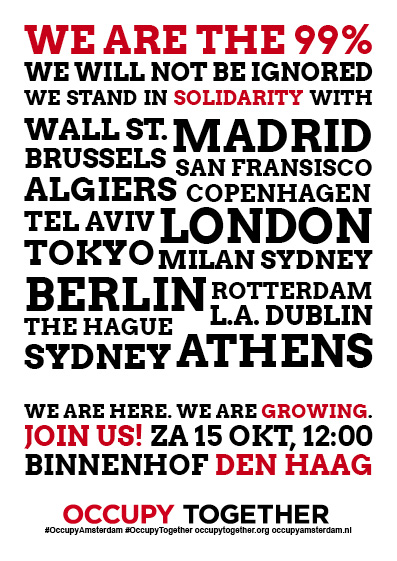 WE ARE THE 99%
WE WILL NOT BE IGNORED
WE STAND IN SOLIDARITY WITH
WALL ST. MADRID
BRUSSELS SAN FRANSISCO
ALGIERS COPENHAGEN
TEL AVIV LONDON
TOKYO MILAN SYDNEY
BERLIN ROTTERDAM
L.A. DUBLIN
THE HAGUE
SYDNEY ATHENS
WE ARE HERE. WE ARE GROWING.
JOIN US! ZA 15 OKT, 12:00
BINNENHOF DEN HAAG
OCCUPY TOGETHER
#OccupyAmsterdam #OccupyTogether occupytogether.org occupyamsterdam.nl